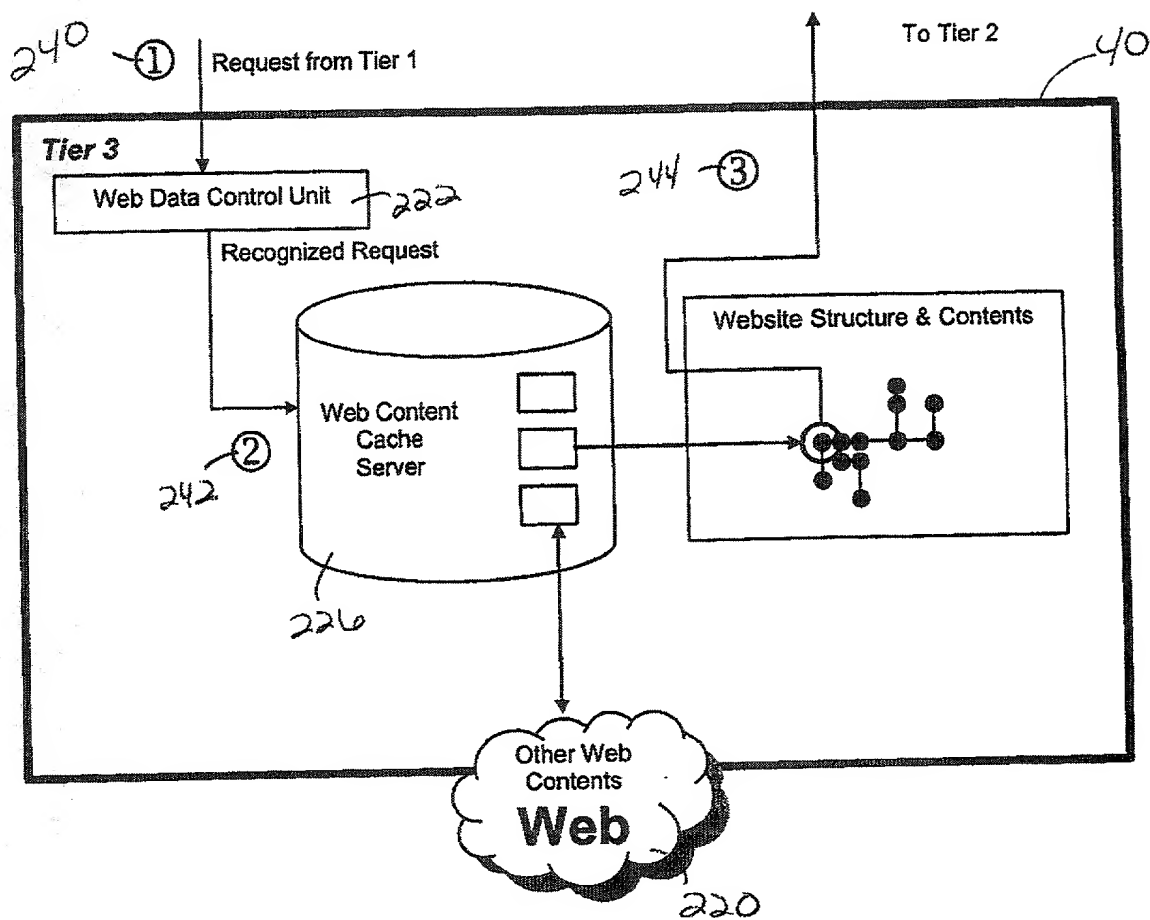 240
①
Request from Tier 1
To Tier 2
40
Tier 3
Web Data Control Unit
222
Recognized Request
244
③
Website Structure & Contents
Web Content
Cache
Server
②
242
226
Other Web
Contents
Web
220